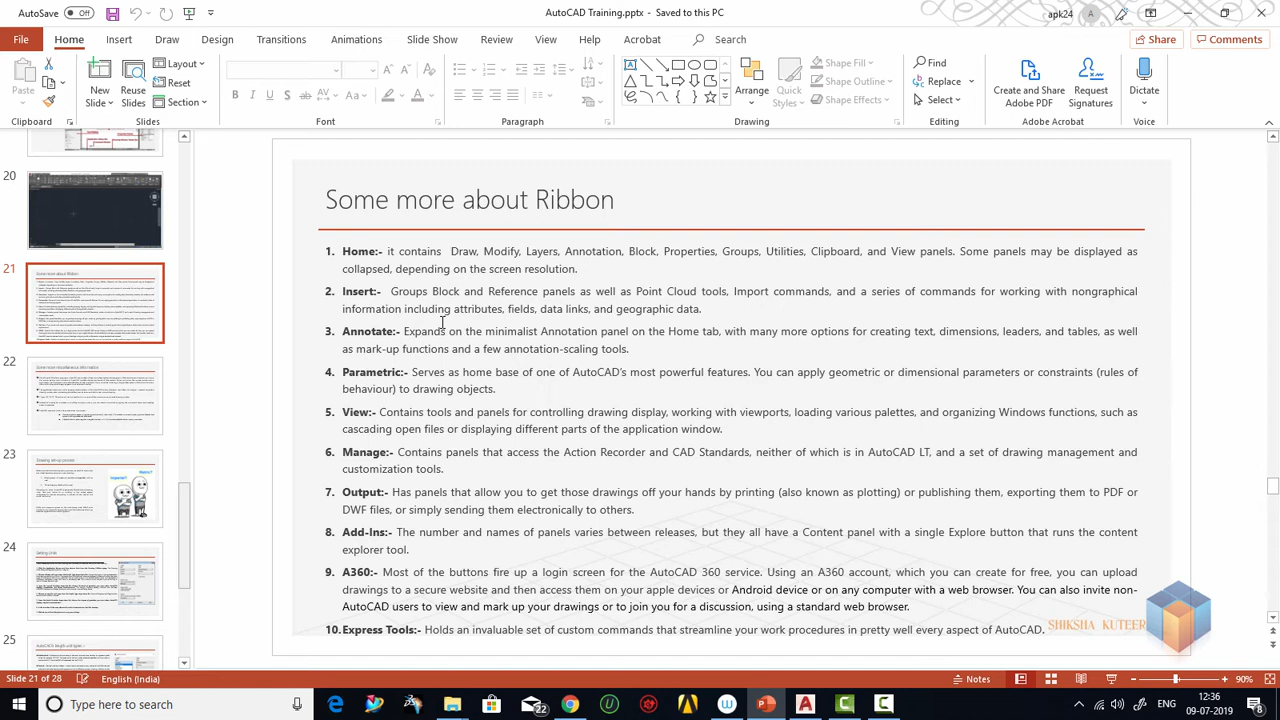 AutoSave Off
AutoCAD Training.pptx - Saved to this PC
apk24 A
File Home Insert Draw Design Transitions Animations Slide Show Review View Help Acrobat Search Share Comments
Paste New Slide Reuse Slides Layout Reset Section
Shape Fill Shape Outline Shape Effects
Arrange Quick Styles
Find Replace Select
Create and Share Adobe PDF Request Signatures Dictate
Clipboard Slides Font Paragraph Drawing Editing Adobe Acrobat Voice
20
21
22
23
24
25
Some more about Ribbon
1. Home:- it contains Draw, Modify, Layers, Annotation, Block, Properties, Groups, Utilities, Clipboard, and View panels. Some panels may be displayed as
collapsed, depending on the screen resolution.
2. Insert:- Groups Block and Reference panels as well as Point Cloud tools, import components, and a series of panels for working with nongraphical
information including attributes, fields, data links, and geographic data.
3. Annotate:- Expands on the minimalist Annotation panel on the Home tab, with many more options for creating text, dimensions, leaders, and tables, as well
as mark-up functions and a few annotation-scaling tools.
4. Parametric:- Serves as home base of one of AutoCAD's most powerful features. You can apply geometric or dimensional parameters or constraints (rules of
behaviour) to drawing objects.
5. View:- Contains tools and panels for controlling drawing display, working with viewports, launching various palettes, and organizing Windows functions, such as
cascading open files or displaying different parts of the application window.
6. Manage:- Contains panels that access the Action Recorder and CAD Standards, neither of which is in AutoCAD LT, and a set of drawing management and
customization tools.
7. Output:- Has panels that allow you to get those drawings off your hands by printing (also known as plotting) or publishing them, exporting them to PDF or
DWF files, or simply sending them electronically to others.
8. Add-Ins:- The number and names of panels varies between releases, but they all have a Content panel with a single Explore button that runs the content
explorer tool.
9. A360:- Most of the buttons fire up the sign in screen for the AutoCAD 360 service. Using a A360 account, which you can create for free, you can upload
drawings to a secure website and then access them on your apple devices or Android devices or on any computer with a web browser. You can also invite non-
AutoCAD users to view and mark up your drawings or to join you for a discussion, using a standard web browser.
10. Express Tools:- Holds an invaluable set of custom commands that streamline your work procedures in pretty well every aspect of AutoCAD.
SHIKSHA KUTEER
Slide 21 of 28 English (India) Notes 90%
Type here to search
22
ENG
12:36
09-07-2019
8